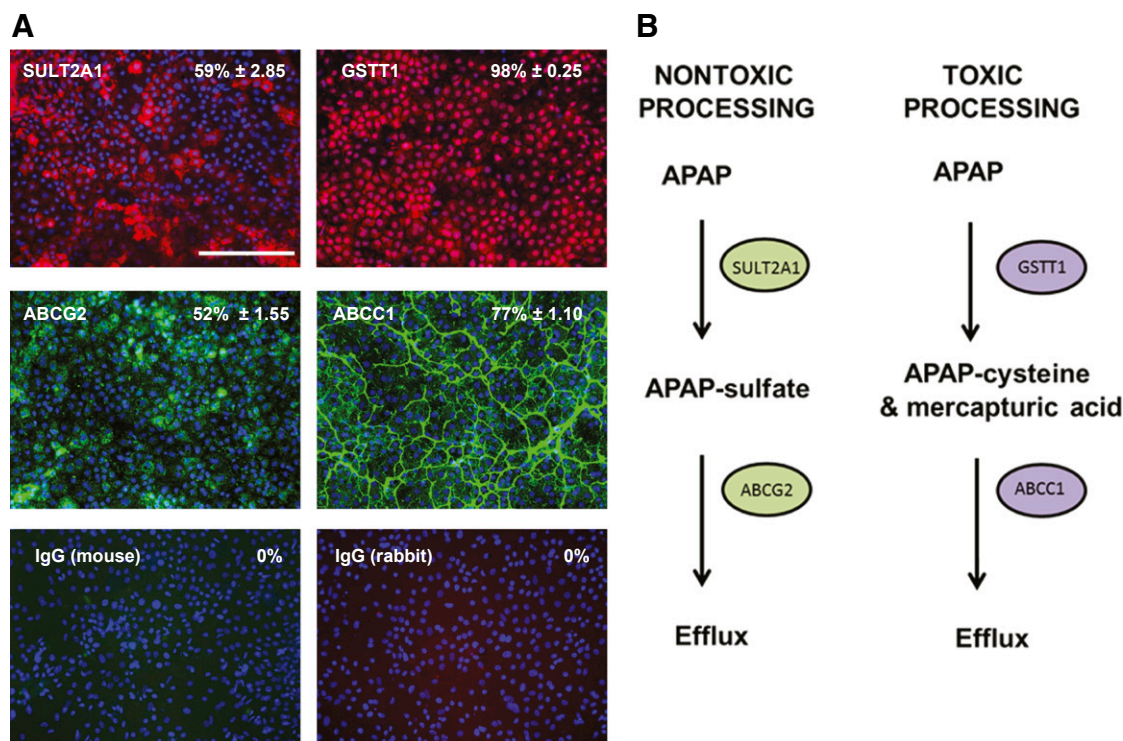 A
SULT2A1 59% ± 2.85
GSTT1 98% ± 0.25
ABCG2 52% ± 1.55
ABCC1 77% ± 1.10
IgG (mouse) 0%
IgG (rabbit) 0%
B
NONTOXIC
PROCESSING
APAP
SULT2A1
APAP-sulfate
ABCG2
Efflux
TOXIC
PROCESSING
APAP
GSTT1
APAP-cysteine
& mercapturic acid
ABCC1
Efflux